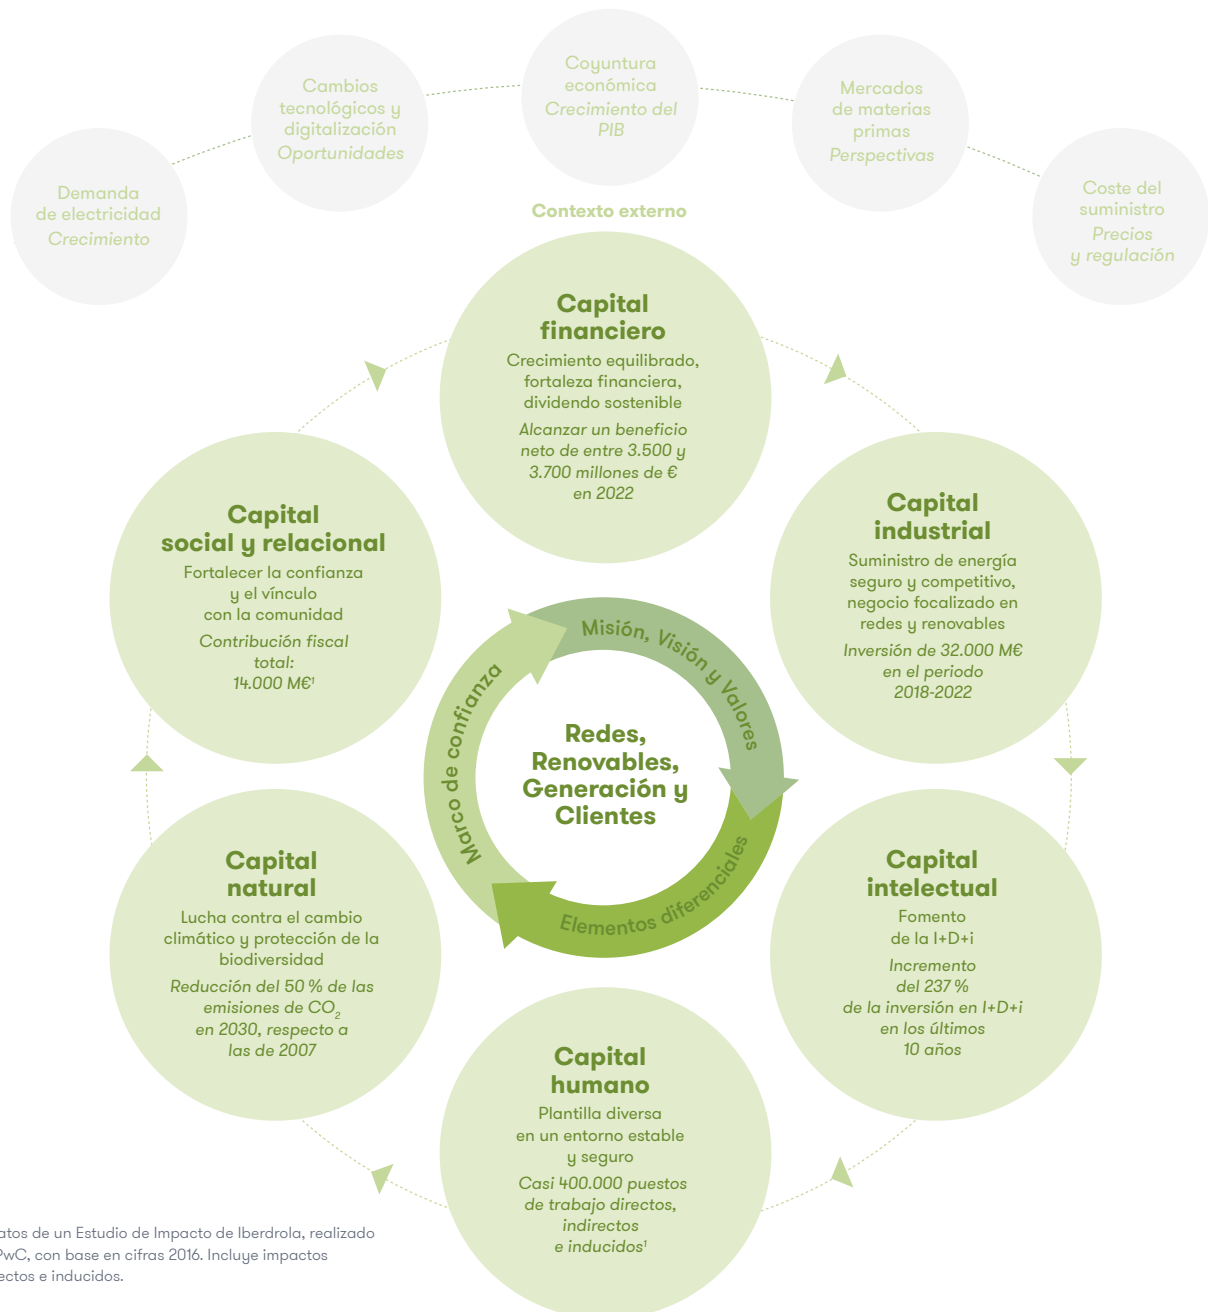 Coyuntura
económica
Crecimiento del
PIB
Cambios
tecnológicos y
digitalización
Oportunidades
Mercados
de materias
primas
Perspectivas
Demanda
de electricidad
Crecimiento
Coste del
suministro
Precios
y regulación
Contexto externo
Capital
financiero
Crecimiento equilibrado,
fortaleza financiera,
dividendo sostenible
Alcanzar un beneficio
neto de entre 3.500 y
3.700 millones de €
en 2022
Capital
industrial
Suministro de energía
seguro y competitivo,
negocio focalizado en
redes y renovables
Inversión de 32.000 M€
en el periodo
2018-2022
Capital
social y relacional
Fortalecer la confianza
y el vínculo
con la comunidad
Contribución fiscal
total:
14.000 M€¹
Misión, Visión y Valores
Marco de confianza
Elementos diferenciales
Redes,
Renovables,
Generación y
Clientes
Capital
natural
Lucha contra el cambio
climático y protección de la
biodiversidad
Reducción del 50 % de las
emisiones de CO₂
en 2030, respecto a
las de 2007
Capital
intelectual
Fomento
de la I+D+i
Incremento
del 237 %
de la inversión en I+D+i
en los últimos
10 años
Capital
humano
Plantilla diversa
en un entorno estable
y seguro
Casi 400.000 puestos
de trabajo directos,
indirectos
e inducidos¹
de un Estudio de Impacto de Iberdrola, realizado
PwC, con base en cifras 2016. Incluye impactos
e inducidos.